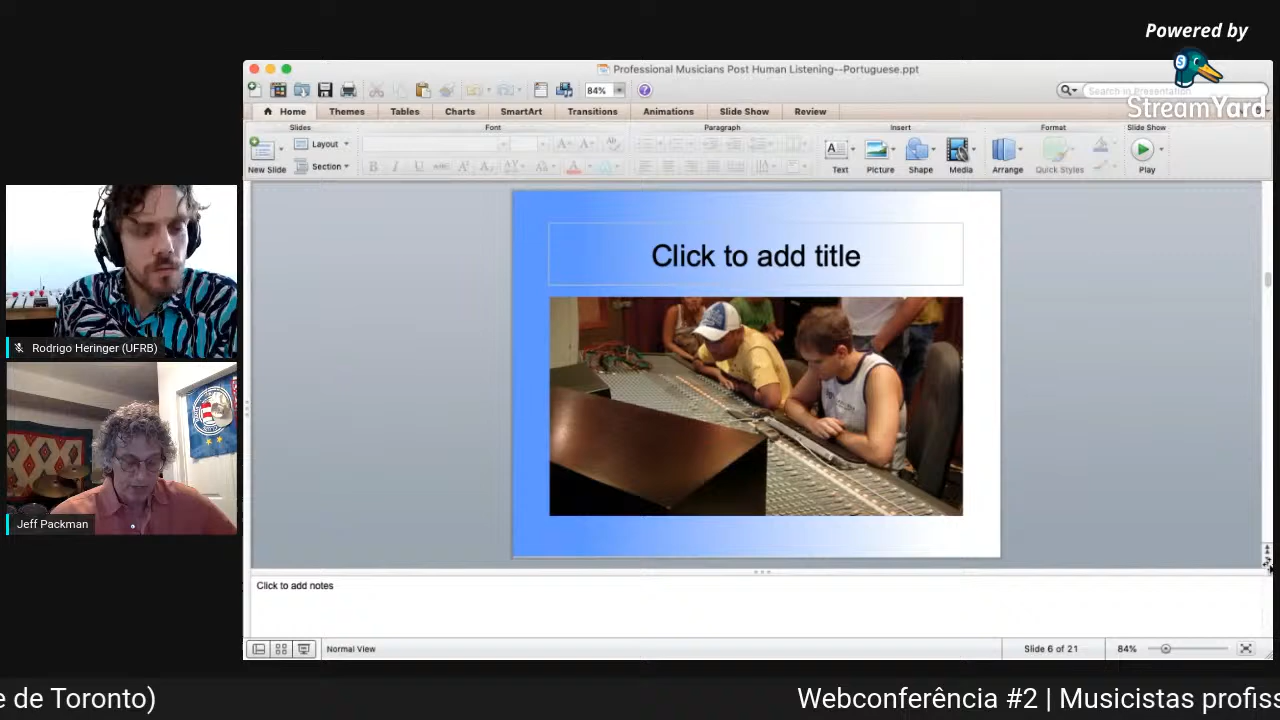 Powered by
StreamYard
Professional Musicians Post Human Listening--Portuguese.ppt
84%
Search in Presentation
Home Themes Tables Charts SmartArt Transitions Animations Slide Show Review
Slides Font Paragraph Insert Format Slide Show
New Slide
Layout
Section
Text Picture Shape Media Arrange Quick Styles Play
Click to add title
Rodrigo Heringer (UFRB)
Jeff Packman
Click to add notes
Normal View
Slide 6 of 21
84%
e de Toronto)
Webconferência #2 | Musicistas profiss